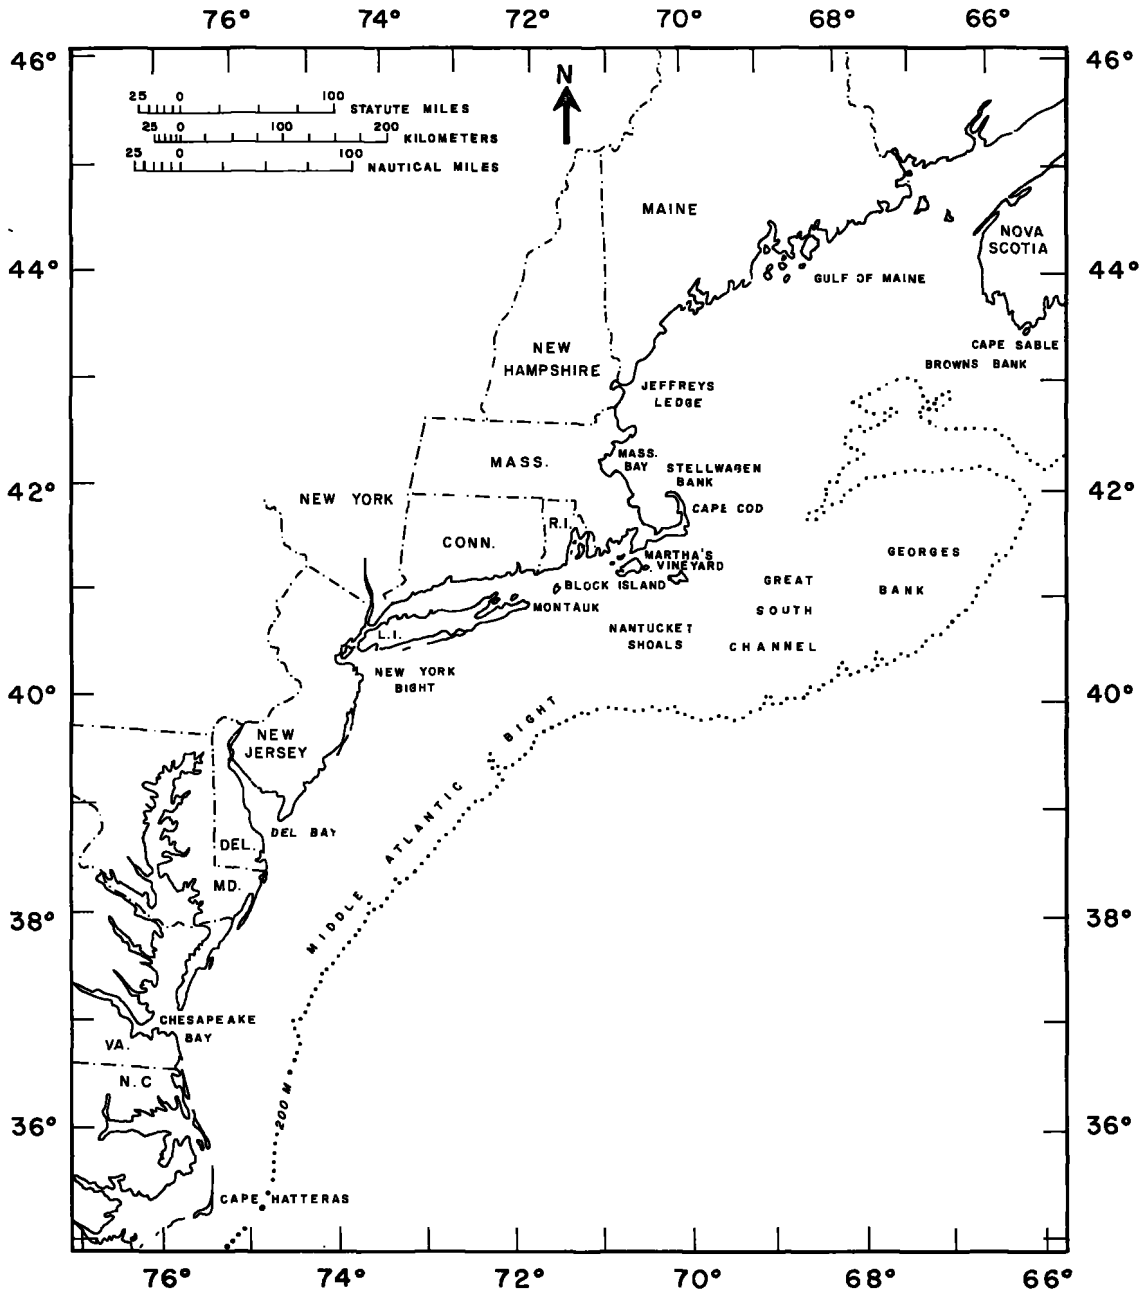 76° 74° 72° 70° 68° 66°
46° 46°
N
25 0 100 STATUTE MILES
25 0 100 200 KILOMETERS
25 0 100 NAUTICAL MILES
MAINE
NOVA
SCOTIA
44° 44°
GULF OF MAINE
CAPE SABLE
BROWNS BANK
NEW
HAMPSHIRE
JEFFREYS
LEDGE
MASS.
MASS.
BAY
STELLWAGEN
BANK
42° 42°
NEW YORK
CAPE COD
R.I.
CONN.
MARTHA'S
VINEYARD
GEORGES
BANK
BLOCK ISLAND
GREAT
SOUTH
CHANNEL
MONTAUK
NANTUCKET
SHOALS
L.I.
NEW YORK
BIGHT
40° 40°
NEW
JERSEY
MIDDLE ATLANTIC BIGHT
DEL BAY
DEL.
MD.
38° 38°
CHESAPEAKE
BAY
VA.
N.C
200 M
36° 36°
CAPE HATTERAS
76° 74° 72° 70° 68° 66°